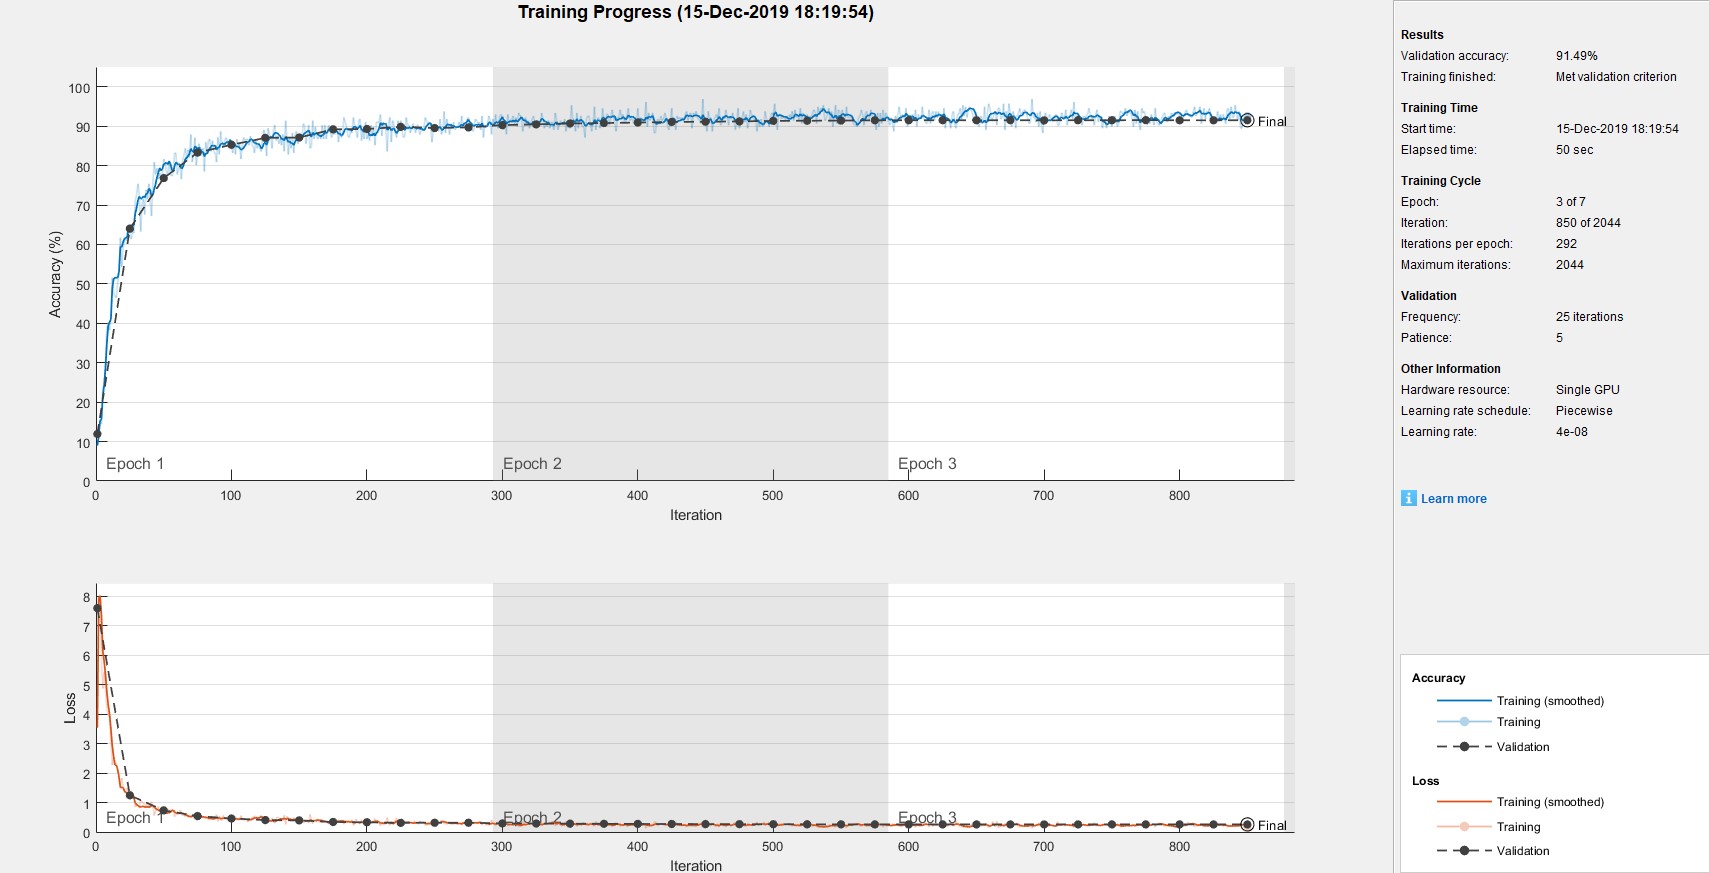 Training Progress (15-Dec-2019 18:19:54)
100
90
80
70
60
50
40
30
20
10
0
Accuracy (%)
Epoch 1
Epoch 2
Epoch 3
Final
0 100 200 300 400 500 600 700 800
Iteration
8
7
6
5
4
3
2
1
0
Loss
Epoch 1
Epoch 2
Epoch 3
Final
0 100 200 300 400 500 600 700 800
Iteration
Results
Validation accuracy: 91.49%
Training finished: Met validation criterion
Training Time
Start time: 15-Dec-2019 18:19:54
Elapsed time: 50 sec
Training Cycle
Epoch: 3 of 7
Iteration: 850 of 2044
Iterations per epoch: 292
Maximum iterations: 2044
Validation
Frequency: 25 iterations
Patience: 5
Other Information
Hardware resource: Single GPU
Learning rate schedule: Piecewise
Learning rate: 4e-08
i Learn more
Accuracy
Training (smoothed)
Training
Validation
Loss
Training (smoothed)
Training
Validation